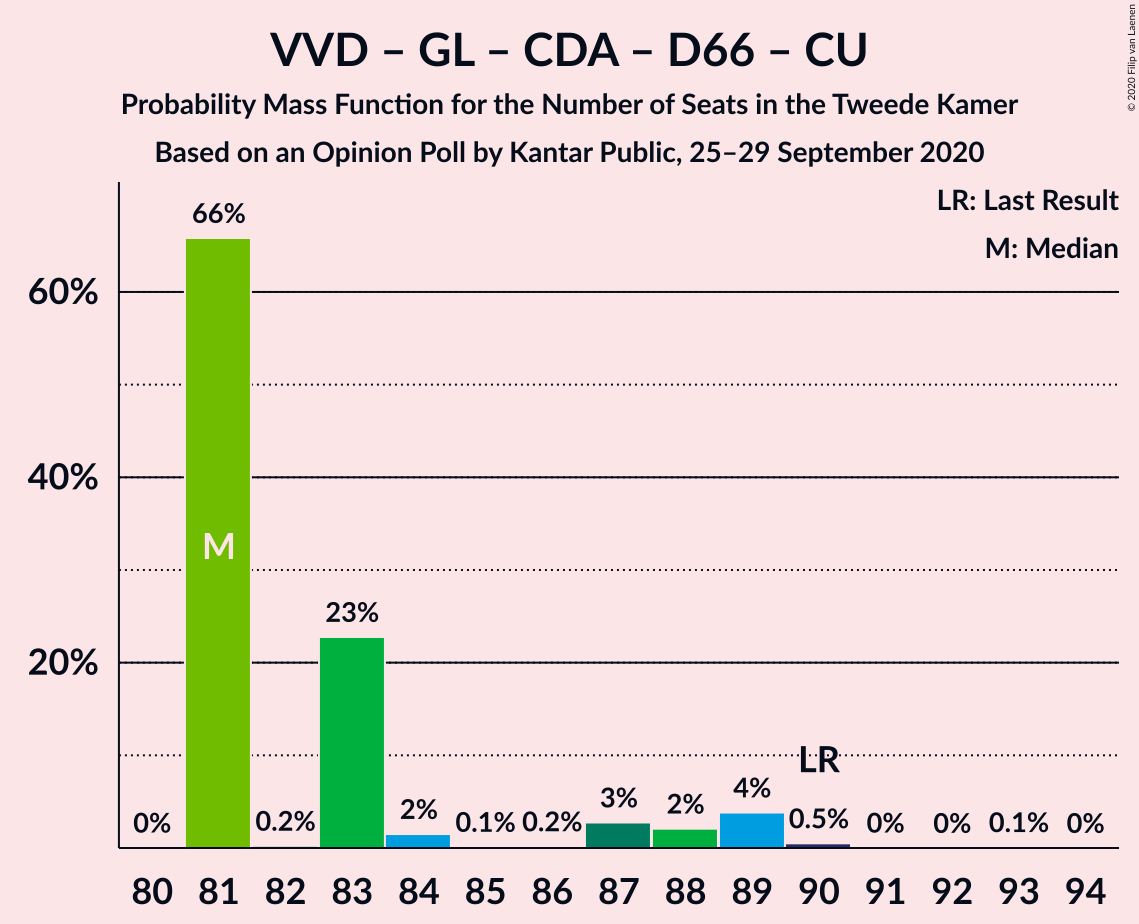 VVD – GL – CDA – D66 – CU
Probability Mass Function for the Number of Seats in the Tweede Kamer
Based on an Opinion Poll by Kantar Public, 25–29 September 2020
© 2020 Filip van Laenen
LR: Last Result
M: Median
66%
60%
40%
M
23%
20%
LR
0%
0.2%
2%
0.1%
0.2%
3%
2%
4%
0.5%
0%
0%
0.1%
0%
80 81 82 83 84 85 86 87 88 89 90 91 92 93 94